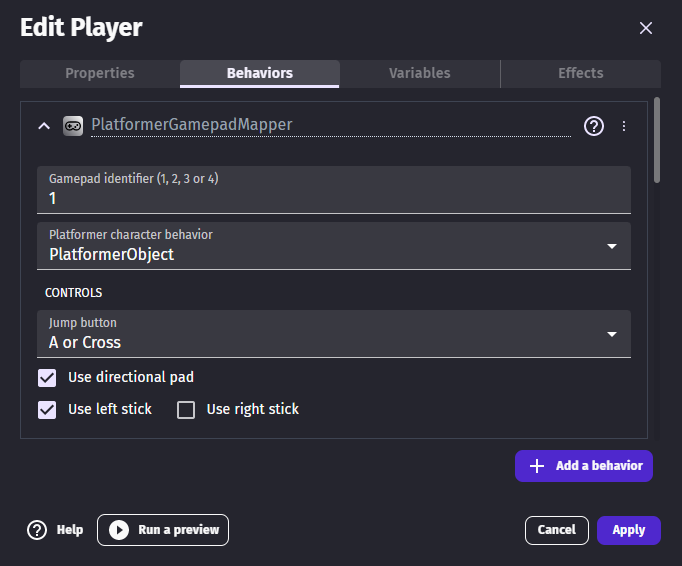 Edit Player
Properties Behaviors Variables Effects
PlatformerGamepadMapper
Gamepad identifier (1, 2, 3 or 4)
1
Platformer character behavior
PlatformerObject
CONTROLS
Jump button
A or Cross
Use directional pad
Use left stick Use right stick
Add a behavior
Help Run a preview Cancel Apply